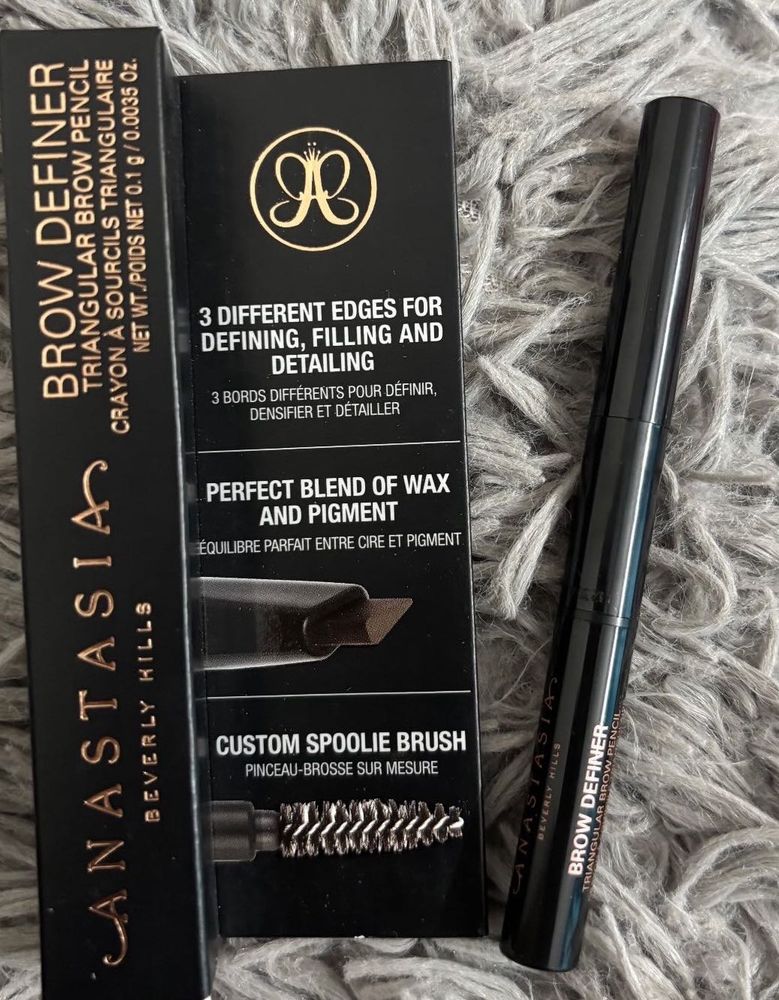 BROW DEFINER
TRIANGULAR BROW PENCIL
CRAYON À SOURCILS TRIANGULAIRE
NET WT./POIDS NET 0.1 g / 0.0035 Oz.
ANASTASIA
BEVERLY HILLS
3 DIFFERENT EDGES FOR
DEFINING, FILLING AND
DETAILING
3 BORDS DIFFÉRENTS POUR DÉFINIR,
DENSIFIER ET DÉTAILLER
PERFECT BLEND OF WAX
AND PIGMENT
ÉQUILIBRE PARFAIT ENTRE CIRE ET PIGMENT
CUSTOM SPOOLIE BRUSH
PINCEAU-BROSSE SUR MESURE
ANASTASIA
BEVERLY HILLS
BROW DEFINER
TRIANGULAR BROW PENCIL